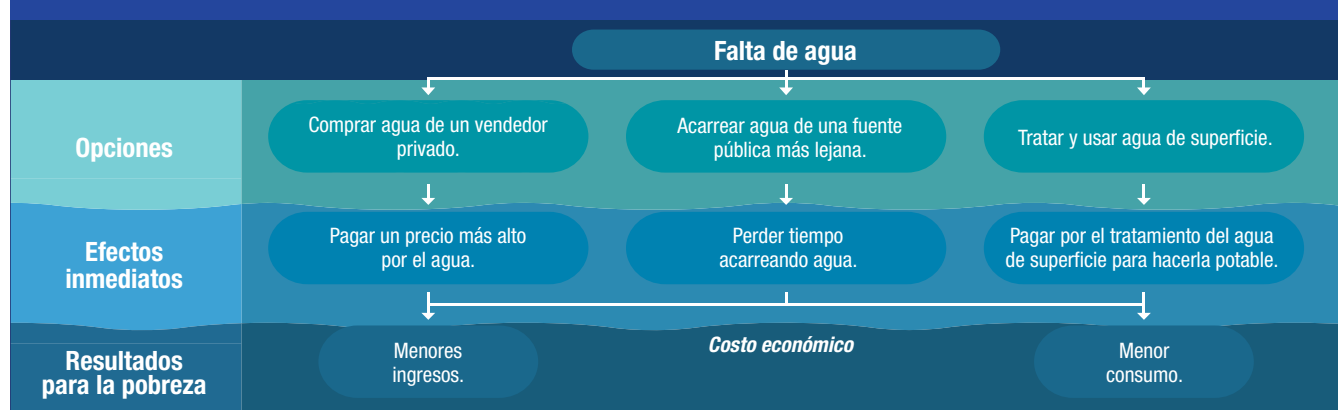 Falta de agua
Opciones
Comprar agua de un vendedor
privado.
Acarrear agua de una fuente
pública más lejana.
Tratar y usar agua de superficie.
Efectos
inmediatos
Pagar un precio más alto
por el agua.
Perder tiempo
acarreando agua.
Pagar por el tratamiento del agua
de superficie para hacerla potable.
Resultados
para la pobreza
Menores
ingresos.
Costo económico
Menor
consumo.